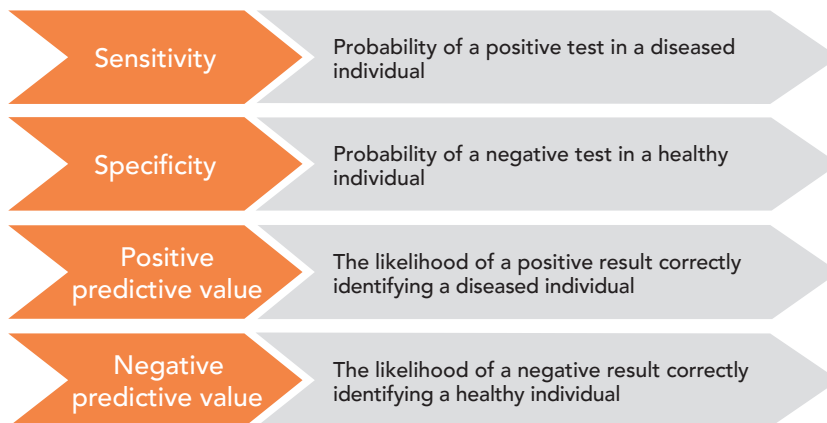 Sensitivity
Probability of a positive test in a diseased
individual
Specificity
Probability of a negative test in a healthy
individual
Positive
predictive value
The likelihood of a positive result correctly
identifying a diseased individual
Negative
predictive value
The likelihood of a negative result correctly
identifying a healthy individual